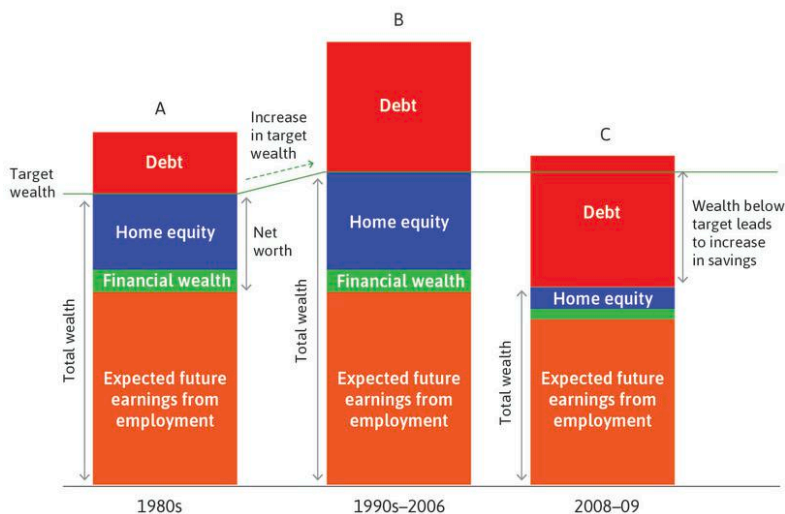 A
Debt
Target
wealth
Home equity
Financial wealth
Expected future
earnings from
employment
Total wealth
Net
worth
Increase
in target
wealth
B
Debt
Home equity
Financial wealth
Expected future
earnings from
employment
Total wealth
C
Debt
Home equity
Expected future
earnings from
employment
Total wealth
Wealth below
target leads
to increase
in savings
1980s
1990s–2006
2008–09